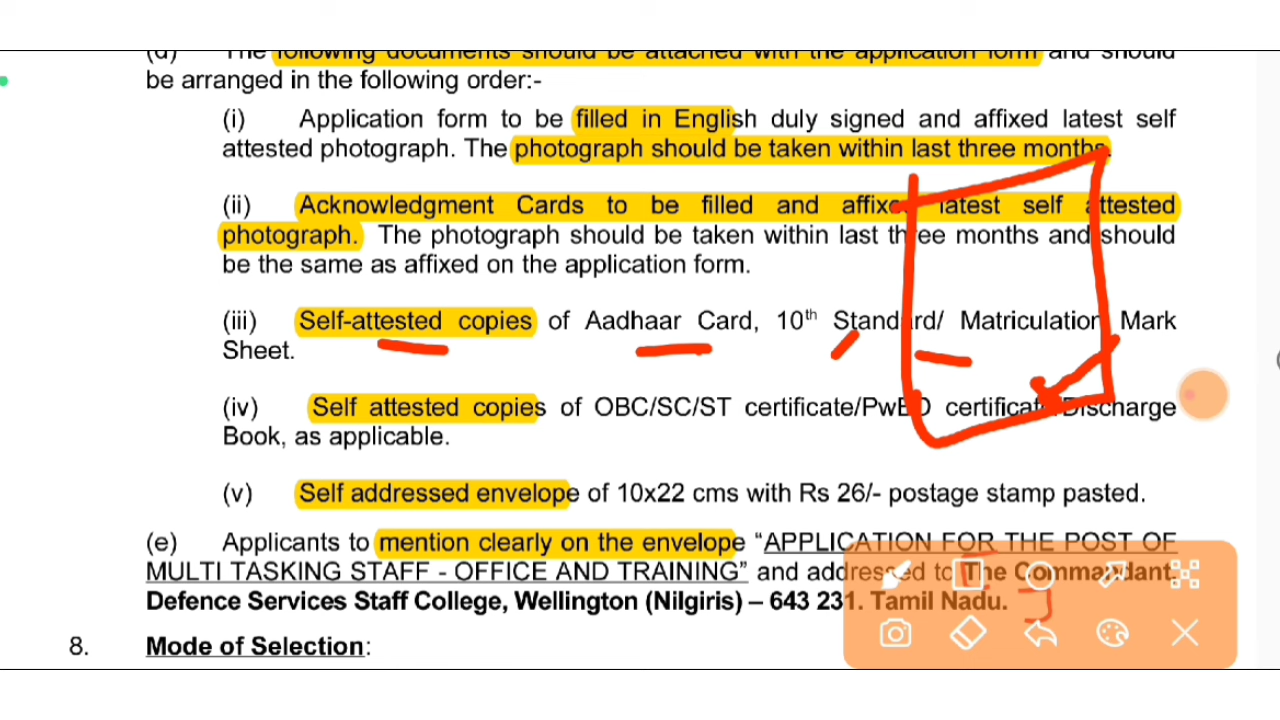 (d) The following documents should be attached with the application form and should
be arranged in the following order:-
(i) Application form to be filled in English duly signed and affixed latest self
attested photograph. The photograph should be taken within last three months.
(ii) Acknowledgment Cards to be filled and affixed latest self attested
photograph. The photograph should be taken within last three months and should
be the same as affixed on the application form.
(iii) Self-attested copies of Aadhaar Card, 10th Standard/ Matriculation Mark
Sheet.
(iv) Self attested copies of OBC/SC/ST certificate/PwBD certificate/Discharge
Book, as applicable.
(v) Self addressed envelope of 10x22 cms with Rs 26/- postage stamp pasted.
(e) Applicants to mention clearly on the envelope “APPLICATION FOR THE POST OF
MULTI TASKING STAFF - OFFICE AND TRAINING” and addressed to The Commandant.
Defence Services Staff College, Wellington (Nilgiris) – 643 231. Tamil Nadu.
8. Mode of Selection: